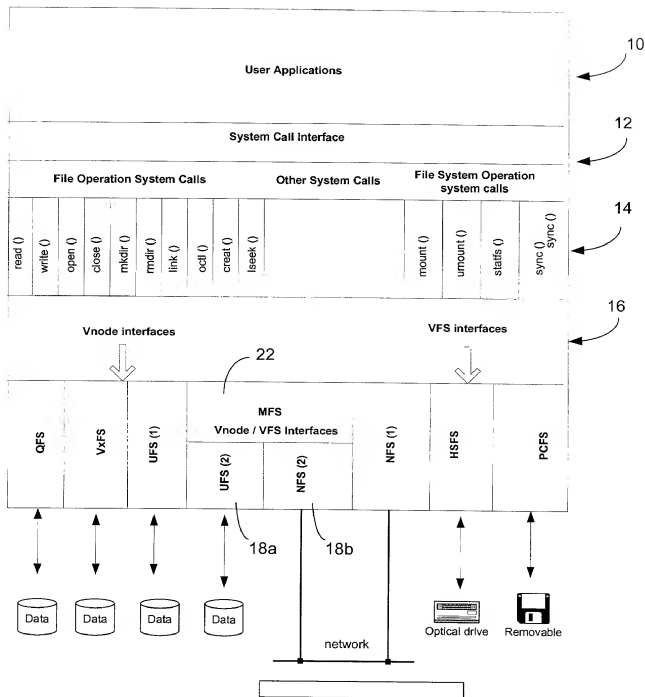 User Applications
10
System Call Interface
12
File Operation System Calls
Other System Calls
File System Operation
system calls
read ()
write ()
open ()
close ()
mkdir ()
rmdir ()
link ()
octl ()
creat ()
lseek ()
mount ()
umount ()
statfs ()
sync ()
sync ()
14
16
Vnode interfaces
VFS interfaces
22
QFS
VxFS
UFS (1)
MFS
Vnode / VFS Interfaces
UFS (2)
NFS (2)
NFS (1)
HSFS
PCFS
18a
18b
Data
Data
Data
Data
Optical drive
Removable
network